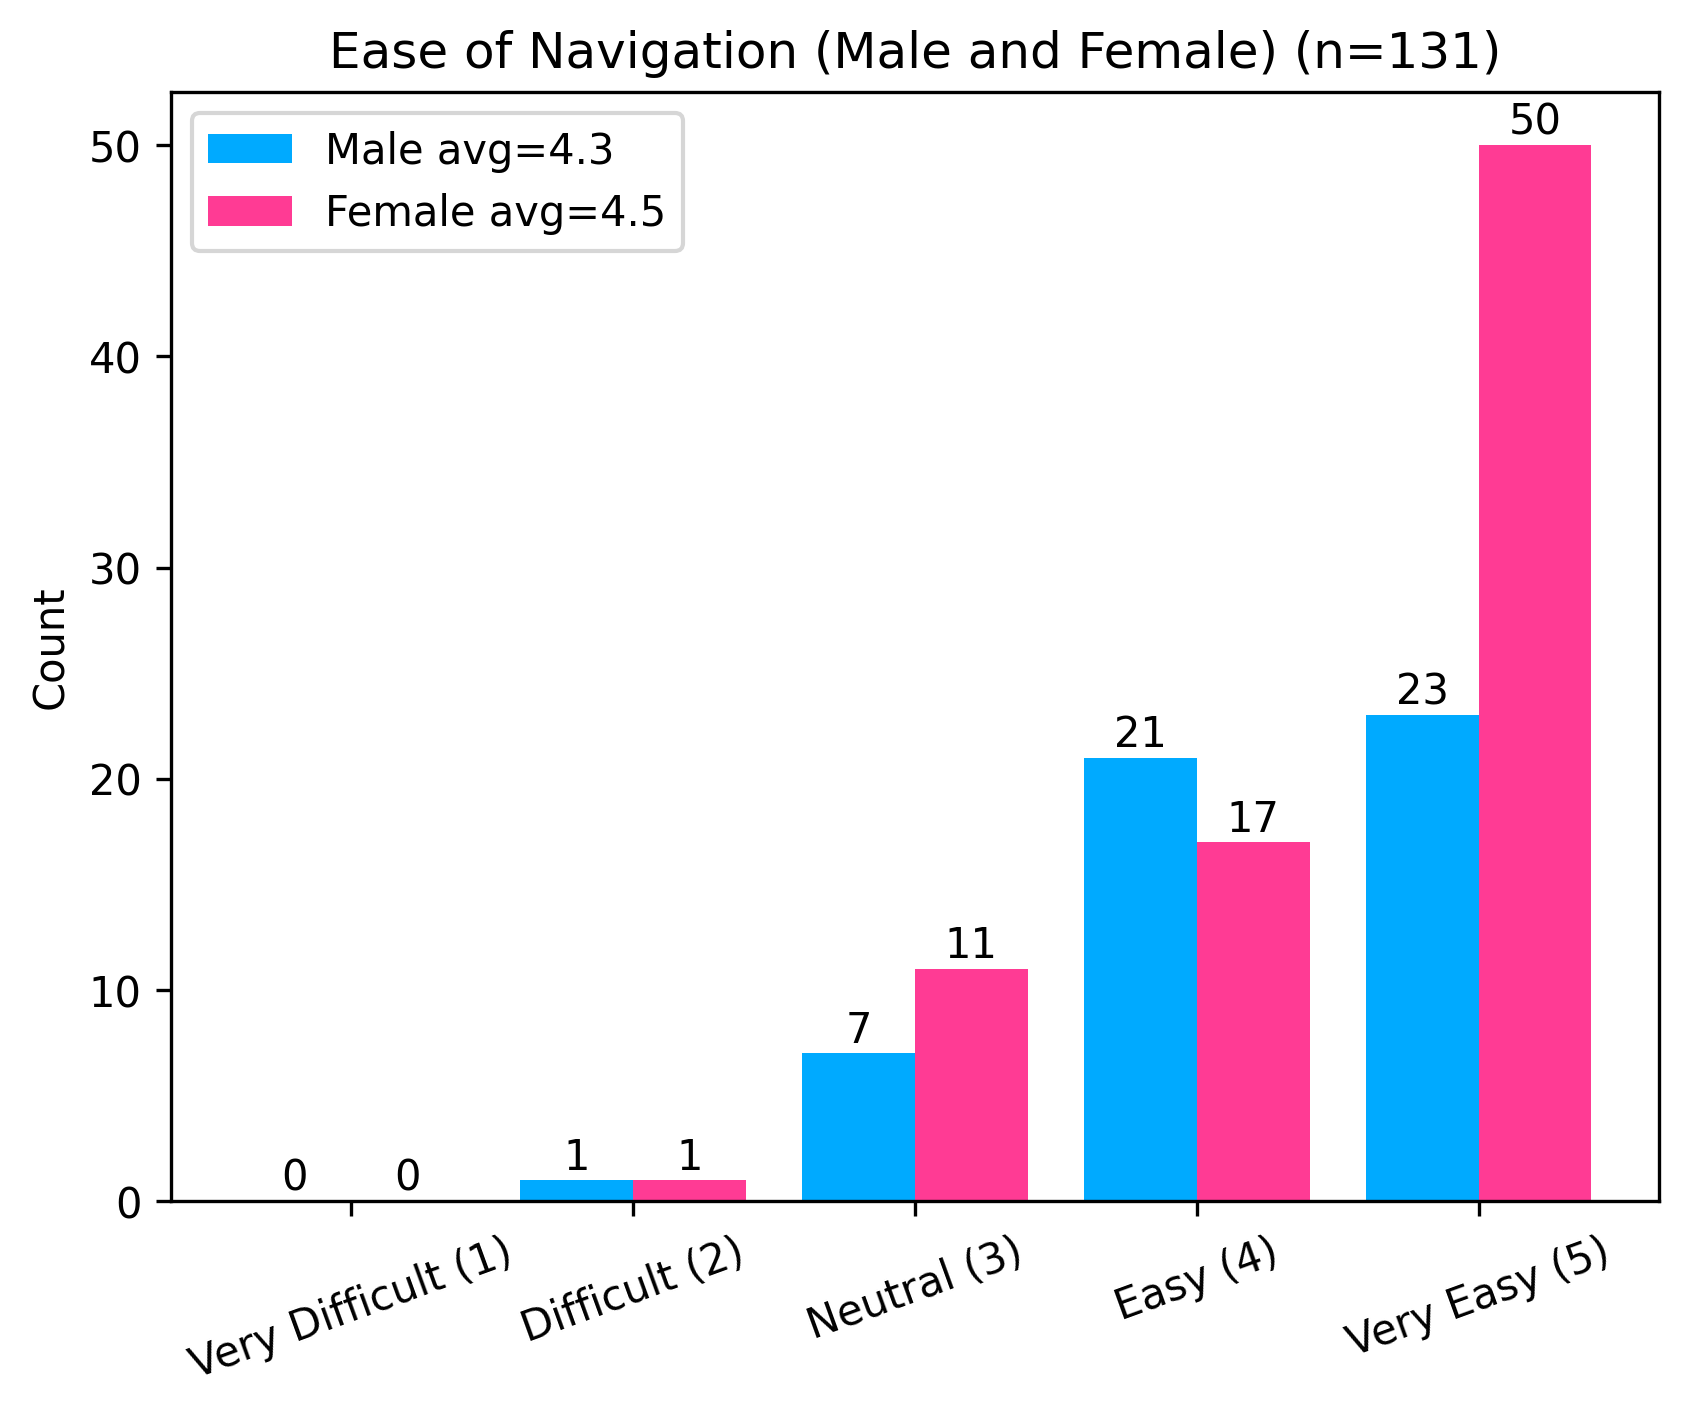 Ease of Navigation (Male and Female) (n=131)
Male avg=4.3
Female avg=4.5
Count
50
40
30
20
10
0
0
0
1
1
7
11
21
17
23
50
Very Difficult (1)
Difficult (2)
Neutral (3)
Easy (4)
Very Easy (5)